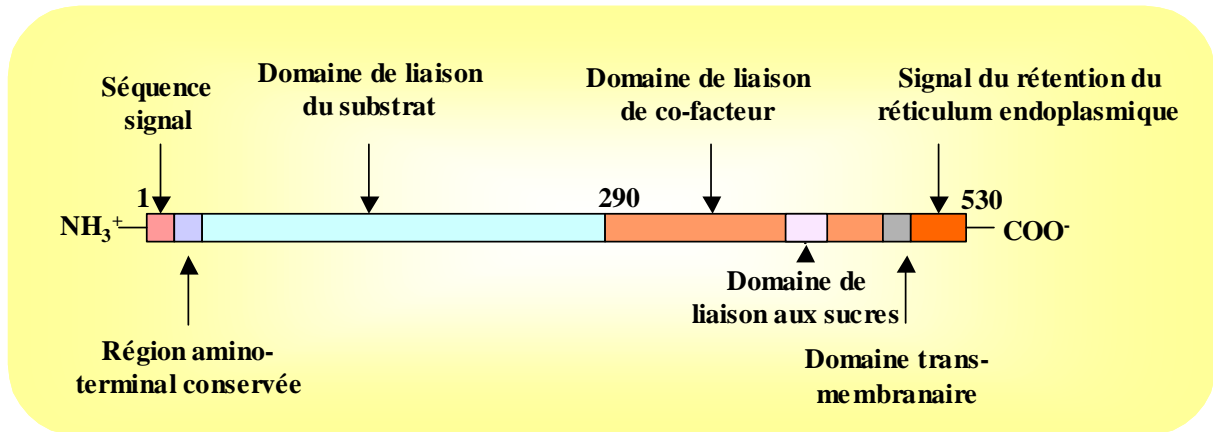 Séquence
signal
Domaine de liaison
du substrat
Domaine de liaison
de co-facteur
Signal du rétention du
réticulum endoplasmique
1
290
530
NH₃⁺
COO⁻
Région amino-
terminal conservée
Domaine de
liaison aux sucres
Domaine trans-
membranaire